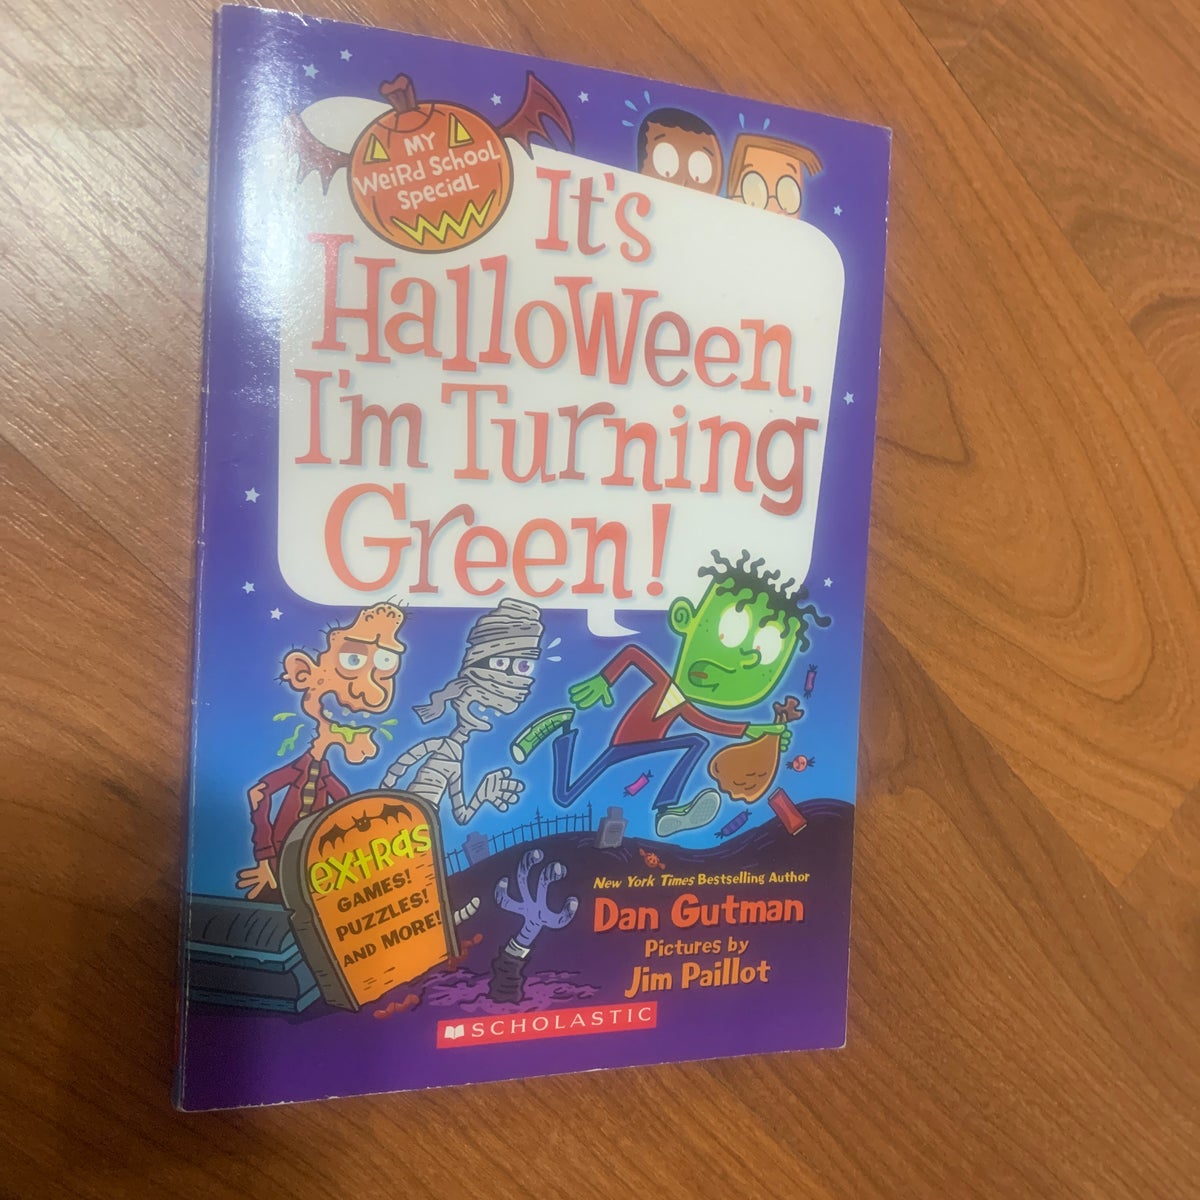 MY
WeiRd School
Special
It's
Halloween,
I'm Turning
Green!
extRas
GAMES!
PUZZLES!
AND MORE!
New York Times Bestselling Author
Dan Gutman
Pictures by
Jim Paillot
SCHOLASTIC